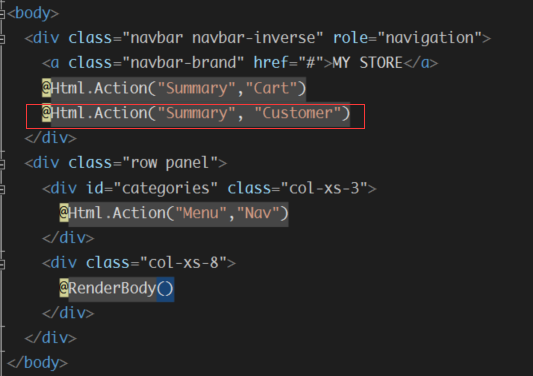 <body>
<div class="navbar navbar-inverse" role="navigation">
<a class="navbar-brand" href="#">MY STORE</a>
@Html.Action("Summary","Cart")
@Html.Action("Summary", "Customer")
</div>
<div class="row panel">
<div id="categories" class="col-xs-3">
@Html.Action("Menu","Nav")
</div>
<div class="col-xs-8">
@RenderBody()
</div>
</div>
</body>